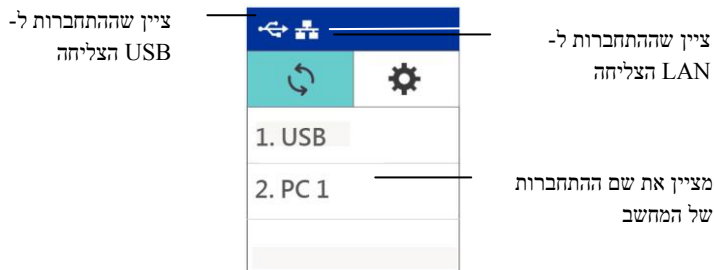 ציין שההתחברות ל-
USB הצליחה
ציין שההתחברות ל-
LAN הצליחה
1. USB
2. PC 1
מציין את שם ההתחברות
של המחשב